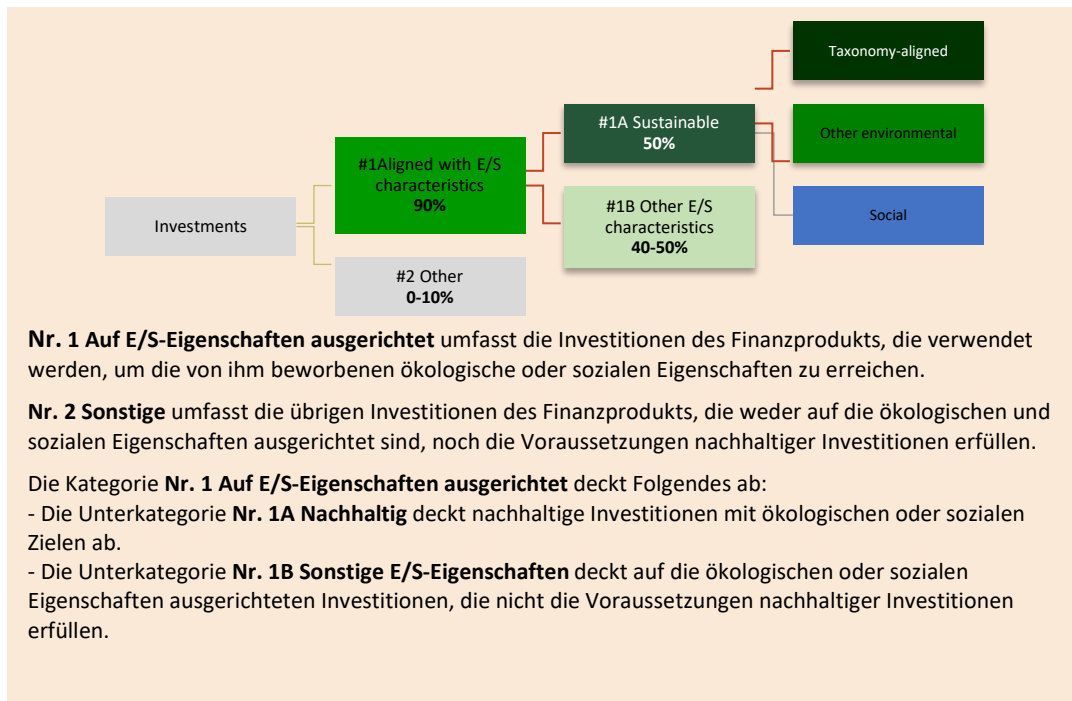 Taxonomy-aligned
#1A Sustainable
50%
Other environmental
#1Aligned with E/S
characteristics
90%
#1B Other E/S
characteristics
40-50%
Social
Investments
#2 Other
0-10%
Nr. 1 Auf E/S-Eigenschaften ausgerichtet umfasst die Investitionen des Finanzprodukts, die verwendet
werden, um die von ihm beworbenen ökologische oder sozialen Eigenschaften zu erreichen.
Nr. 2 Sonstige umfasst die übrigen Investitionen des Finanzprodukts, die weder auf die ökologischen und
sozialen Eigenschaften ausgerichtet sind, noch die Voraussetzungen nachhaltiger Investitionen erfüllen.
Die Kategorie Nr. 1 Auf E/S-Eigenschaften ausgerichtet deckt Folgendes ab:
- Die Unterkategorie Nr. 1A Nachhaltig deckt nachhaltige Investitionen mit ökologischen oder sozialen
Zielen ab.
- Die Unterkategorie Nr. 1B Sonstige E/S-Eigenschaften deckt auf die ökologischen oder sozialen
Eigenschaften ausgerichteten Investitionen, die nicht die Voraussetzungen nachhaltiger Investitionen
erfüllen.